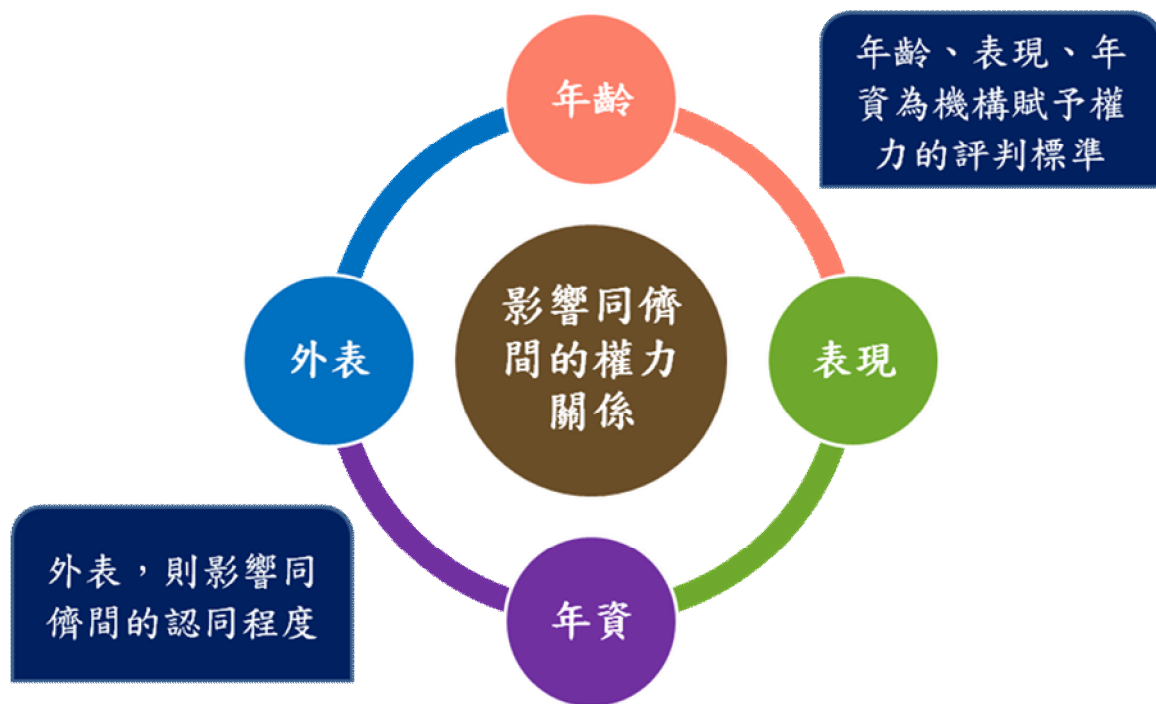 年齡
年齡、表現、年
資為機構賦予權
力的評判標準
影響同儕
間的權力
關係
外表
表現
外表，則影響同
儕間的認同程度
年資